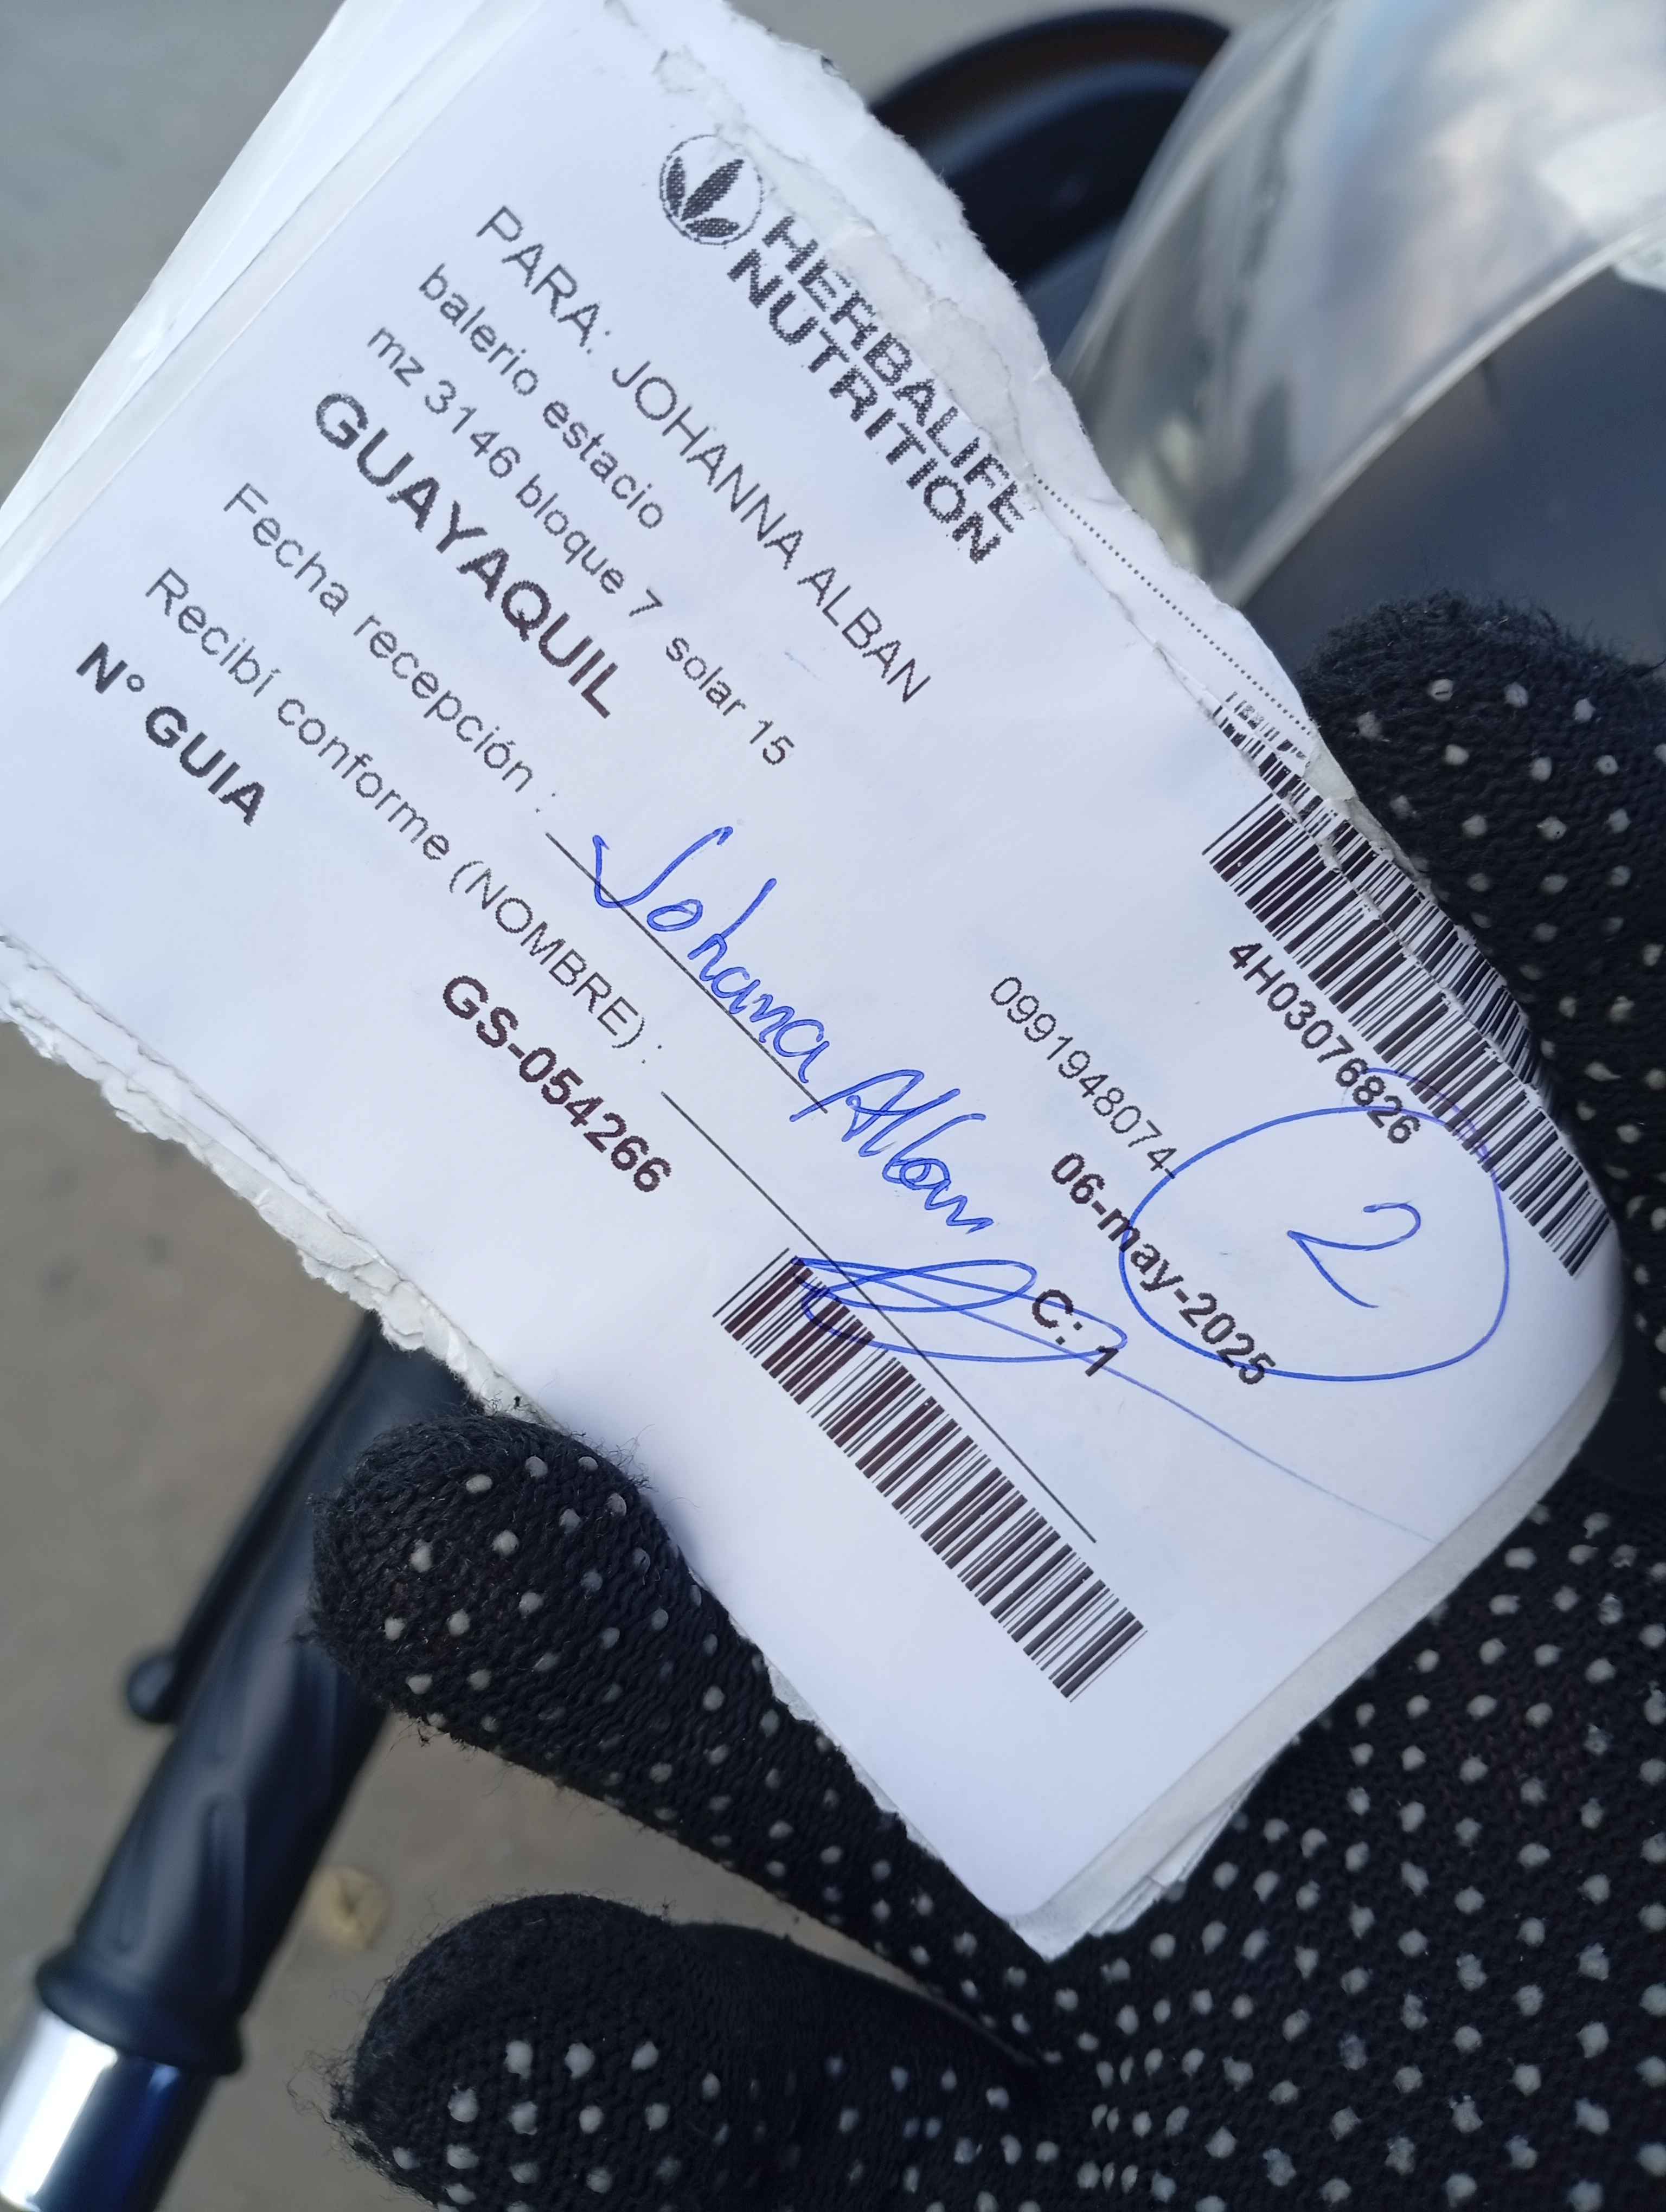 HERBALIFE
NUTRITION
4H03076826
PARA: JOHANNA ALBAN
balerio estacio
0991948074-
2
mz 3146 bloque 7 solar 15
GUAYAQUIL
06-may-2025
Fecha recepción :
Johanna Alban
C: 1
Recibí conforme (NOMBRE) :
N° GUIA
GS-054266